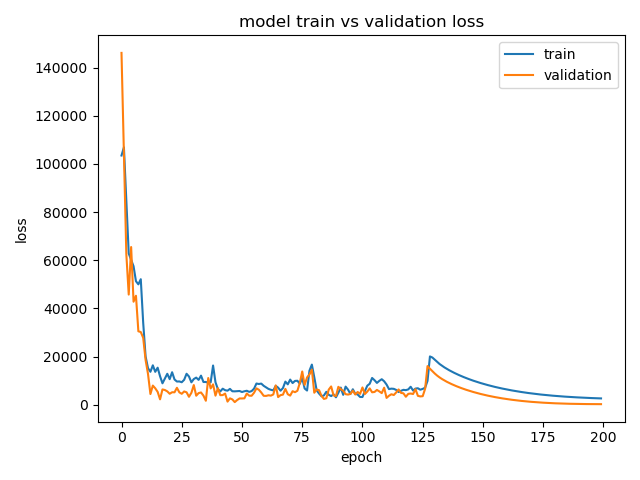 model train vs validation loss
train
validation
140000
120000
100000
80000
60000
40000
20000
0
loss
0 25 50 75 100 125 150 175 200
epoch